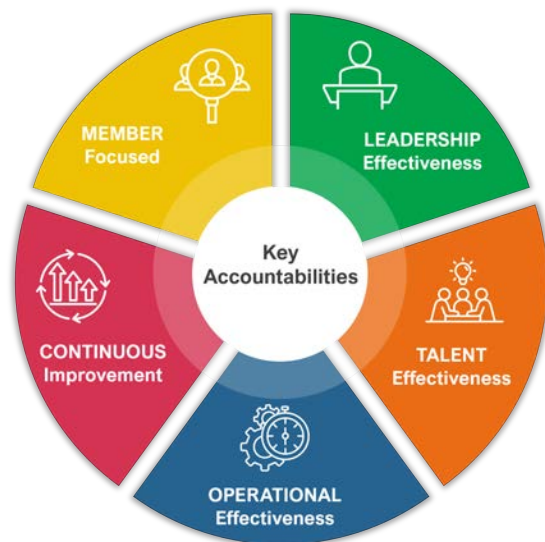 MEMBER
Focused
LEADERSHIP
Effectiveness
Key
Accountabilities
CONTINUOUS
Improvement
TALENT
Effectiveness
OPERATIONAL
Effectiveness